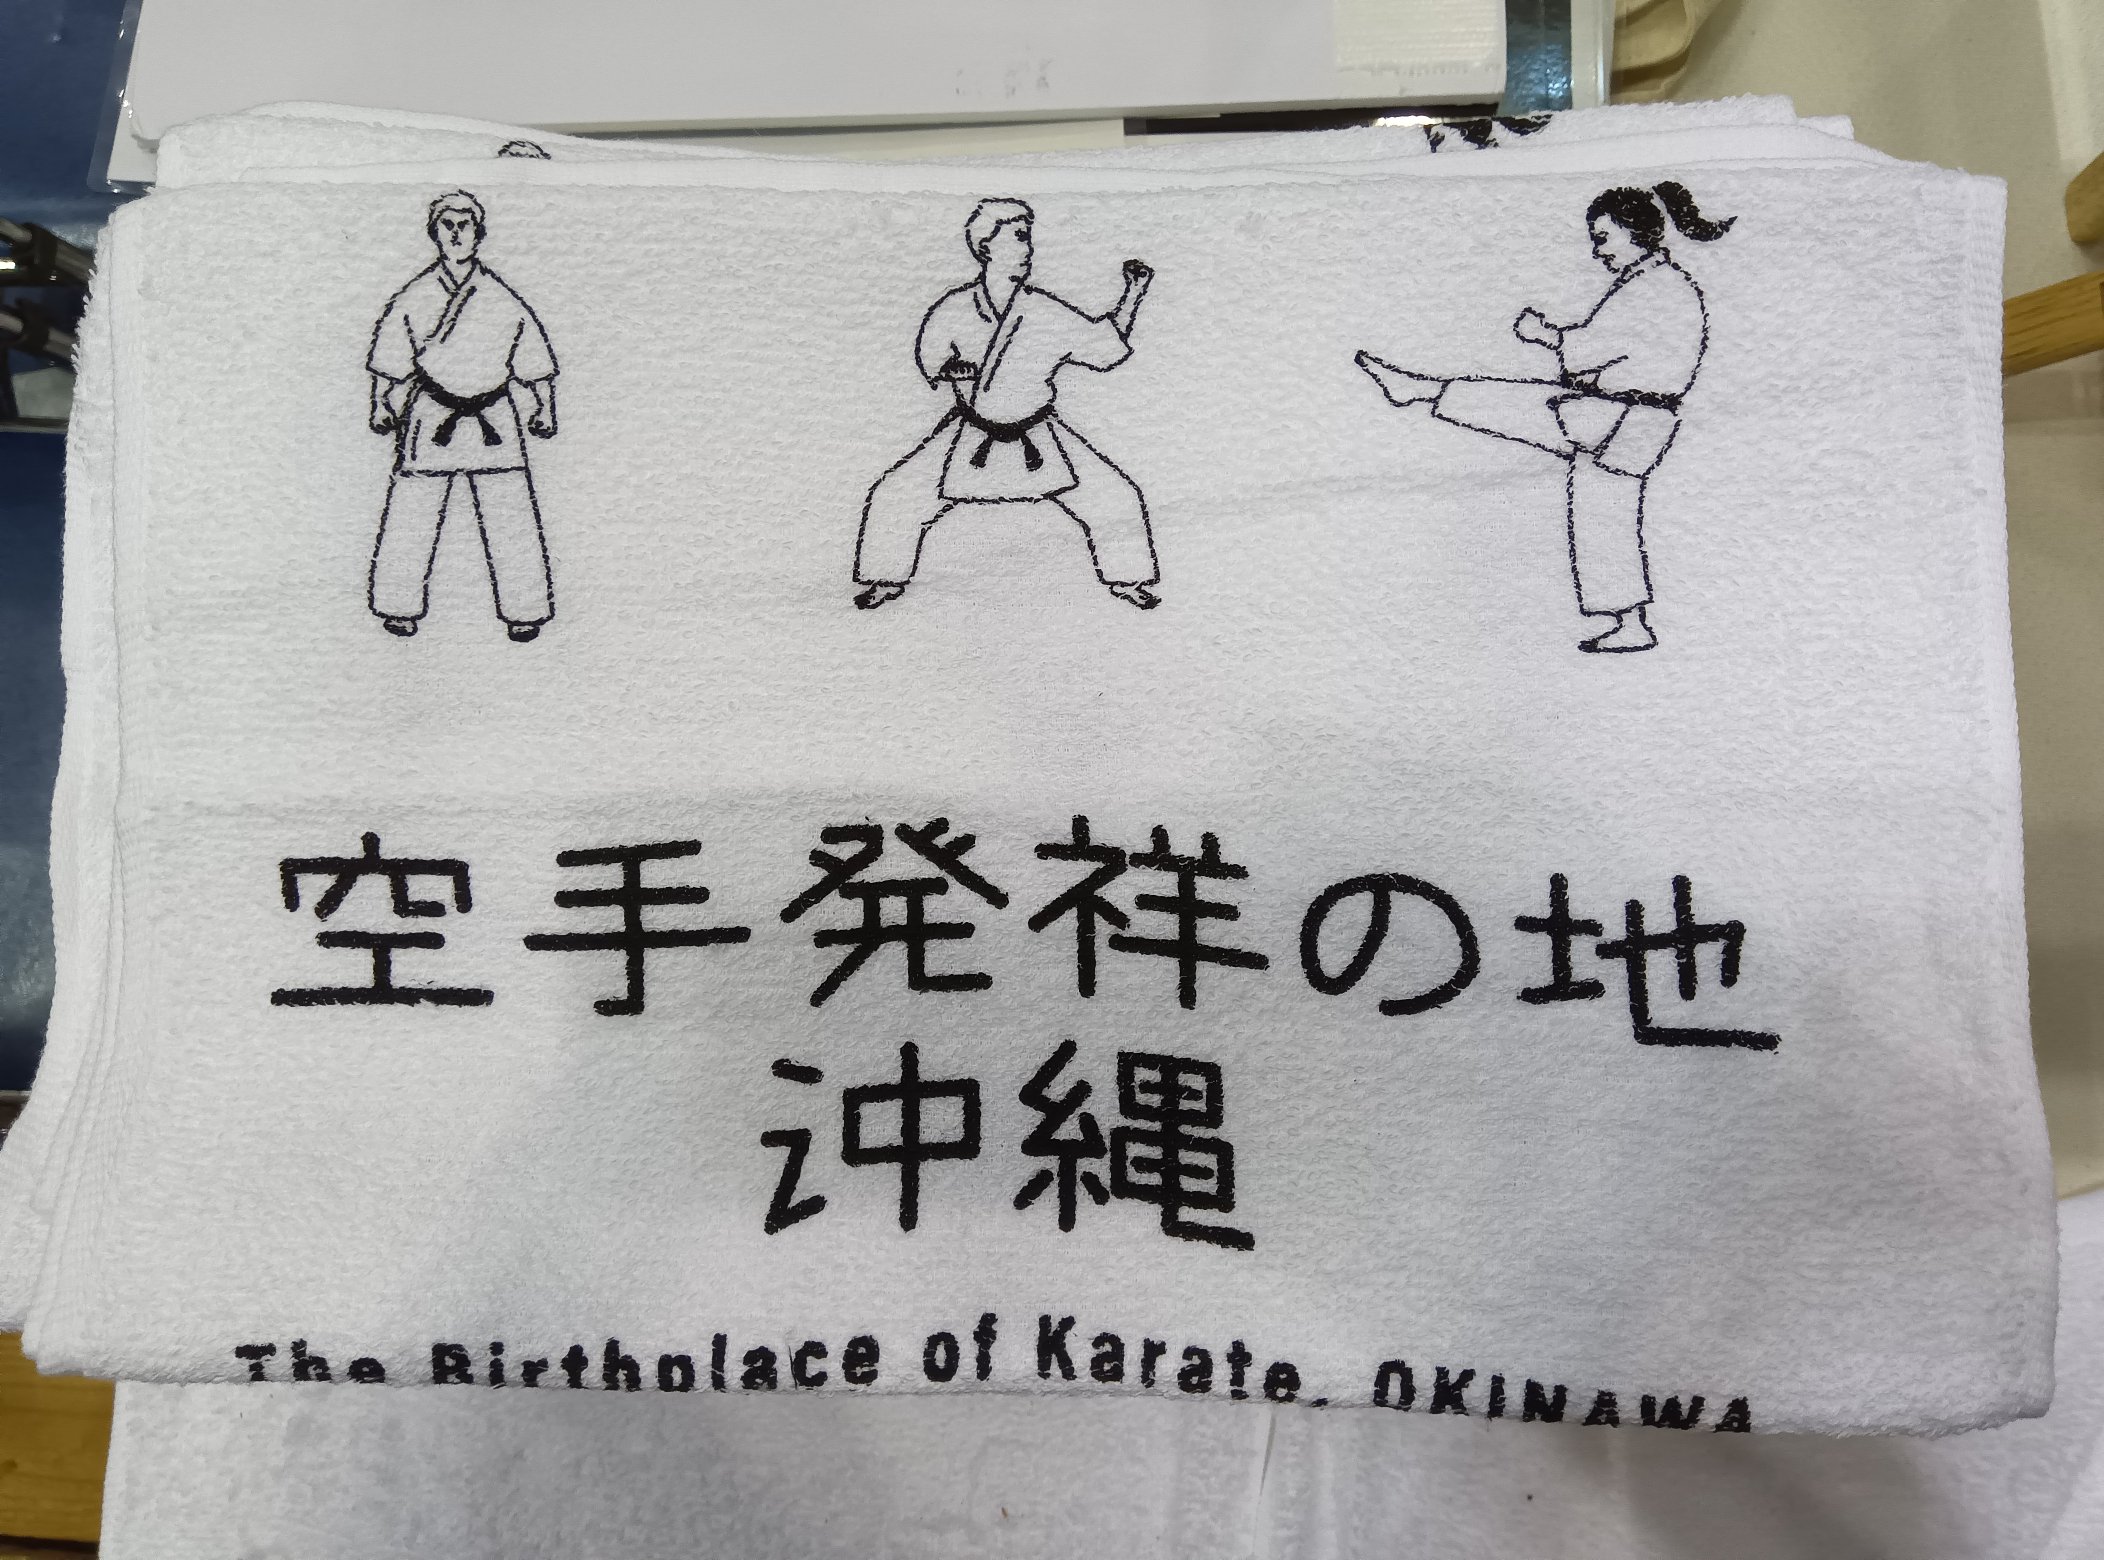 空手発祥の地
沖縄
The Birthplace of Karate, OKINAWA